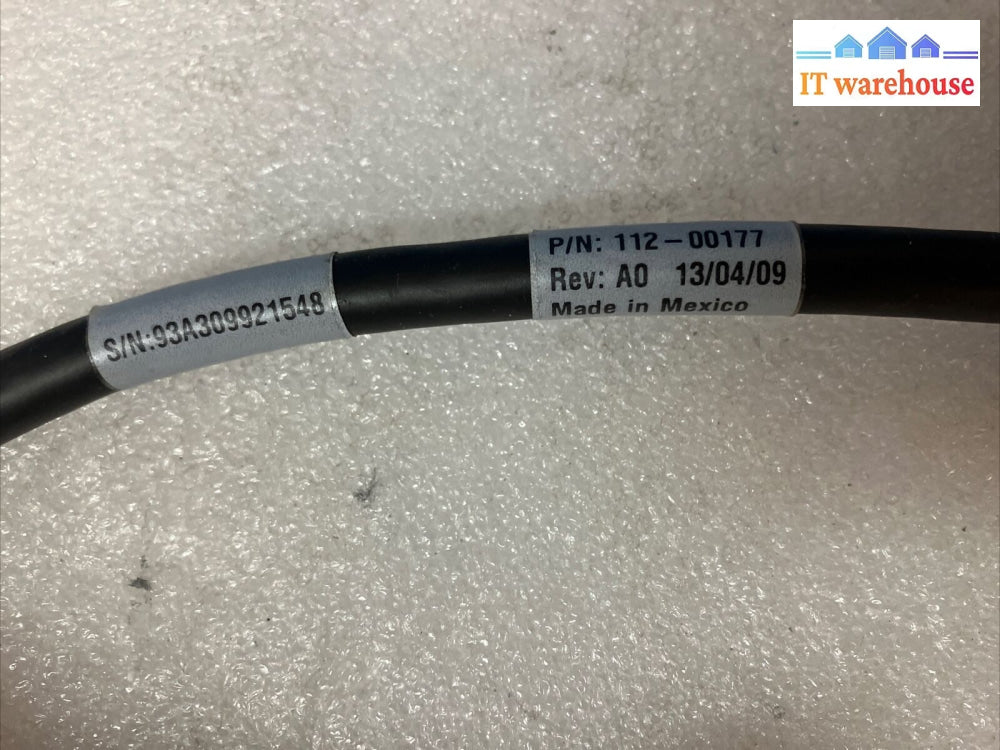 IT warehouse
P/N: 112-00177
Rev: A0 13/04/09
Made in Mexico
S/N:93A309921548